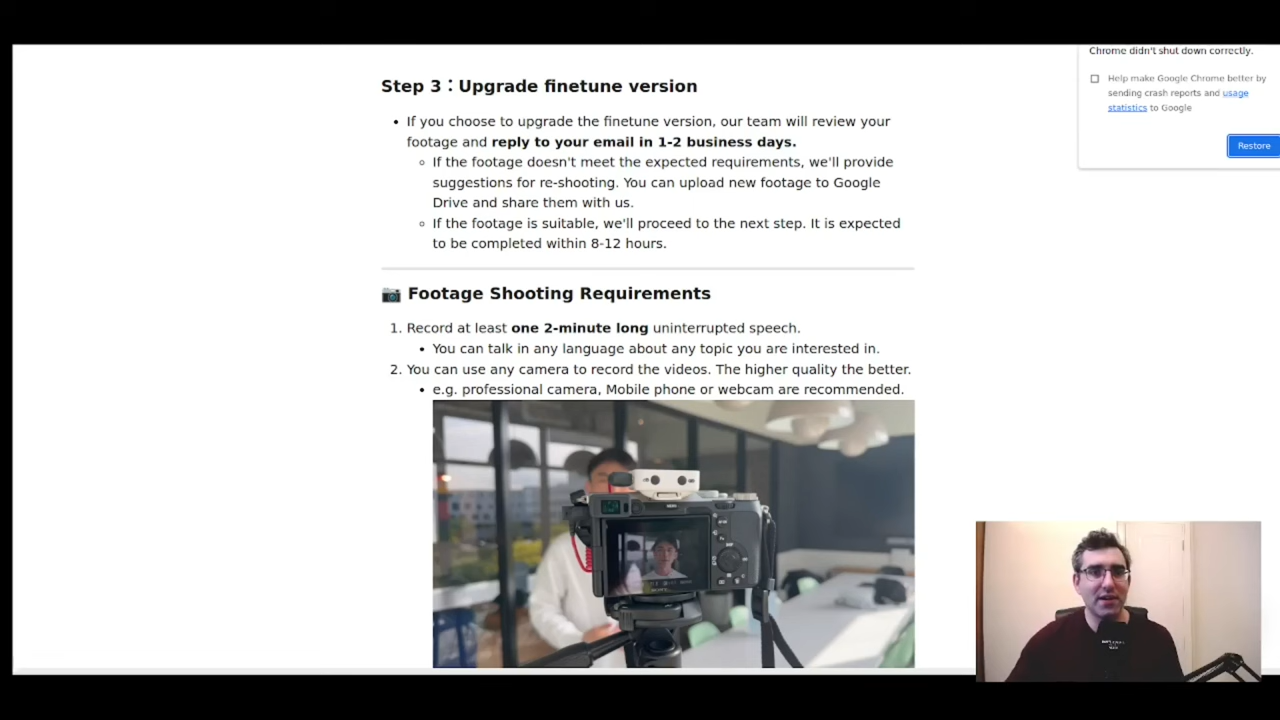 Chrome didn't shut down correctly.
Help make Google Chrome better by
sending crash reports and usage
statistics to Google
Restore
Step 3：Upgrade finetune version
• If you choose to upgrade the finetune version, our team will review your
footage and reply to your email in 1-2 business days.
◦ If the footage doesn't meet the expected requirements, we'll provide
suggestions for re-shooting. You can upload new footage to Google
Drive and share them with us.
◦ If the footage is suitable, we'll proceed to the next step. It is expected
to be completed within 8-12 hours.
📷 Footage Shooting Requirements
1. Record at least one 2-minute long uninterrupted speech.
• You can talk in any language about any topic you are interested in.
2. You can use any camera to record the videos. The higher quality the better.
• e.g. professional camera, Mobile phone or webcam are recommended.